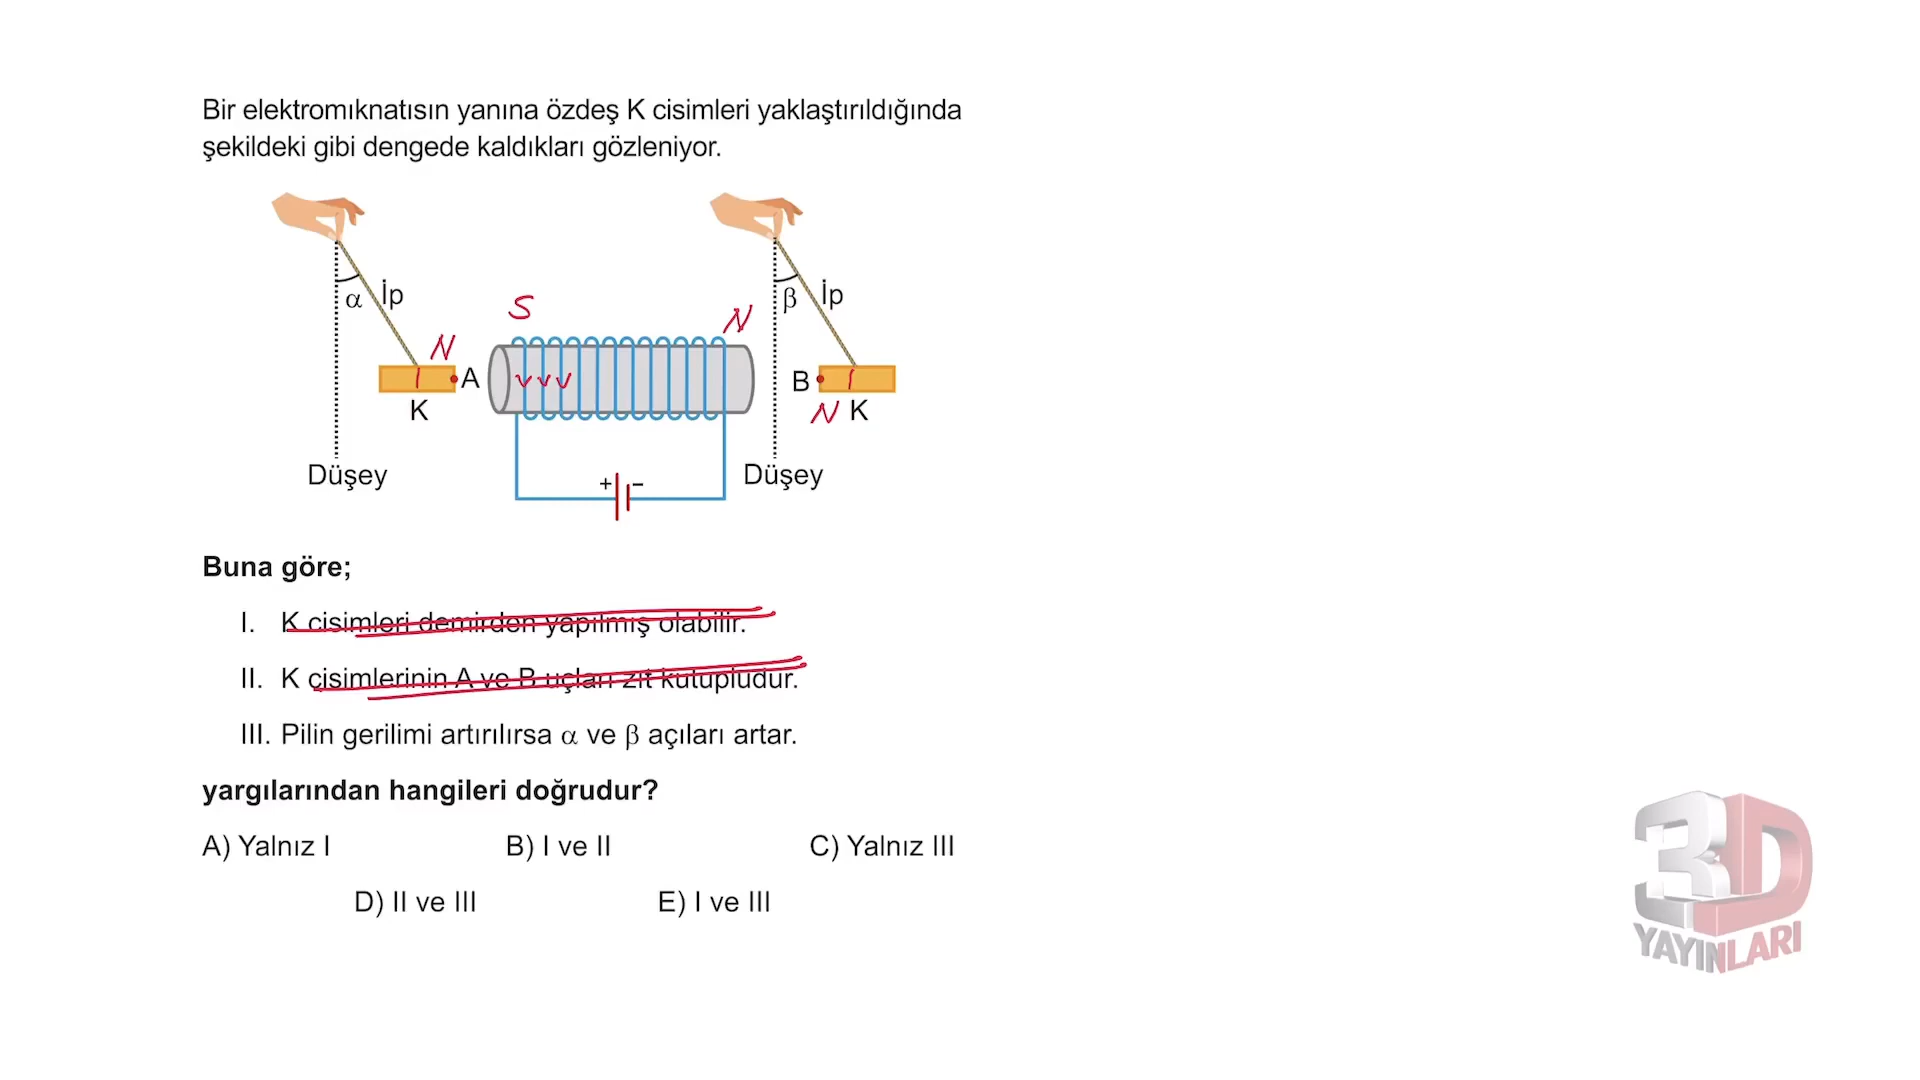 Bir elektromıknatısın yanına özdeş K cisimleri yaklaştırıldığında
şekildeki gibi dengede kaldıkları gözleniyor.
α İp
β İp
S
N
N
A
B
K
N K
Düşey
Düşey
+ −
Buna göre;
I. K cisimleri demirden yapılmış olabilir.
II. K cisimlerinin A ve B uçları zıt kutupludur.
III. Pilin gerilimi artırılırsa α ve β açıları artar.
yargılarından hangileri doğrudur?
A) Yalnız I B) I ve II C) Yalnız III
D) II ve III E) I ve III
3D
YAYINLARI